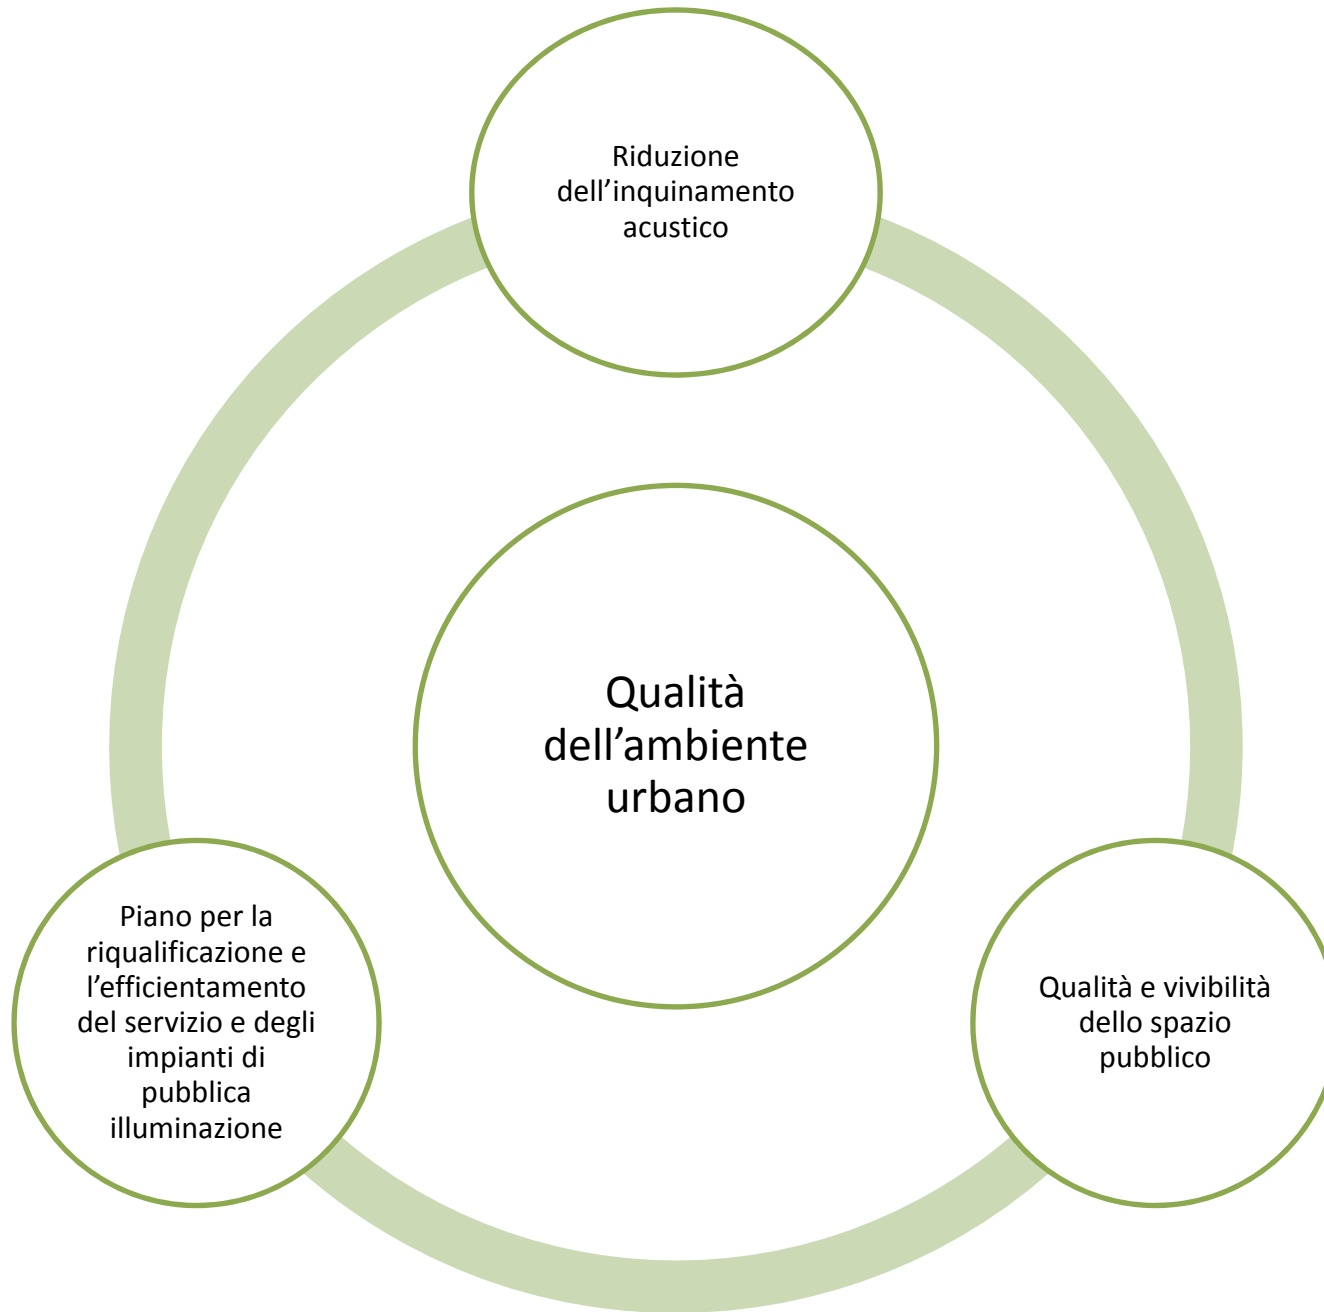 Riduzione
dell’inquinamento
acustico
Qualità
dell’ambiente
urbano
Piano per la
riqualificazione e
l’efficientamento
del servizio e degli
impianti di
pubblica
illuminazione
Qualità e vivibilità
dello spazio
pubblico